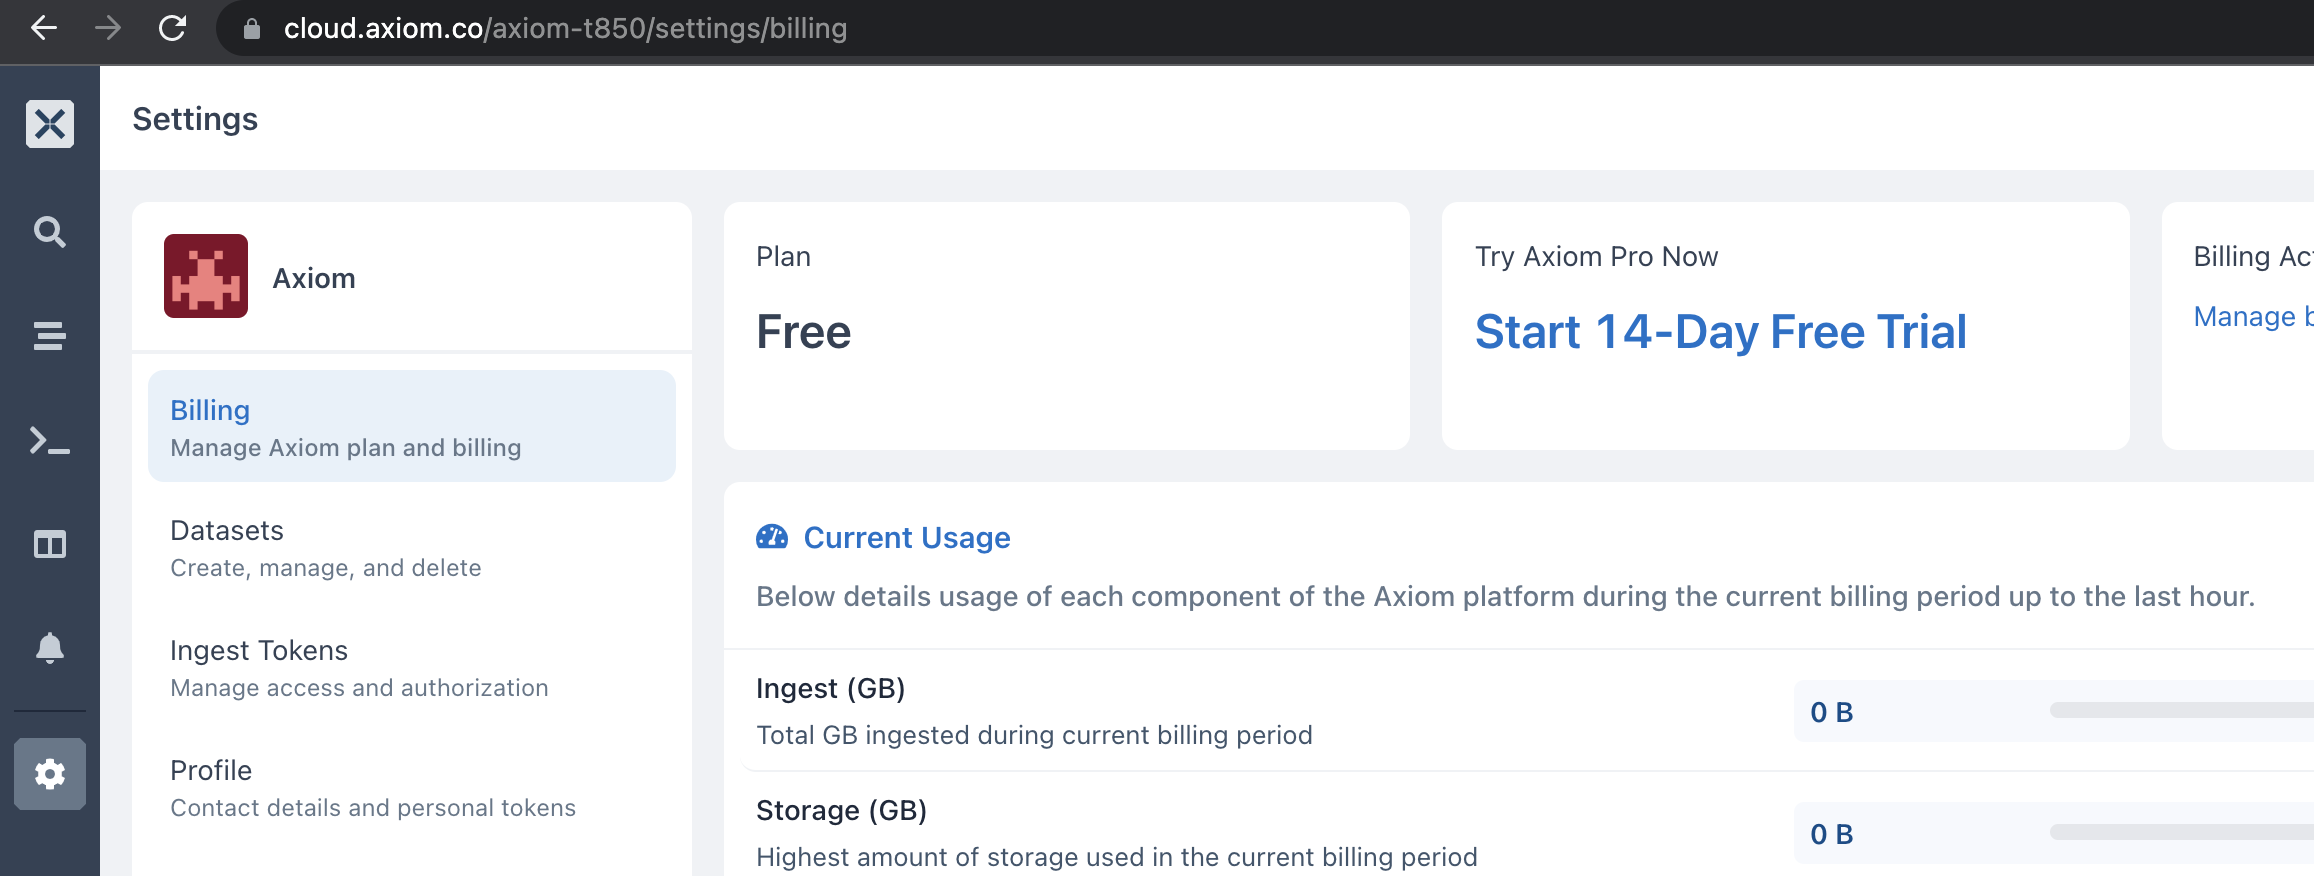 cloud.axiom.co/axiom-t850/settings/billing
Settings
Axiom
Billing
Manage Axiom plan and billing
Datasets
Create, manage, and delete
Ingest Tokens
Manage access and authorization
Profile
Contact details and personal tokens
Plan
Free
Try Axiom Pro Now
Start 14-Day Free Trial
Billing
Manage
Current Usage
Below details usage of each component of the Axiom platform during the current billing period up to the last hour.
Ingest (GB)
Total GB ingested during current billing period
0 B
Storage (GB)
Highest amount of storage used in the current billing period
0 B